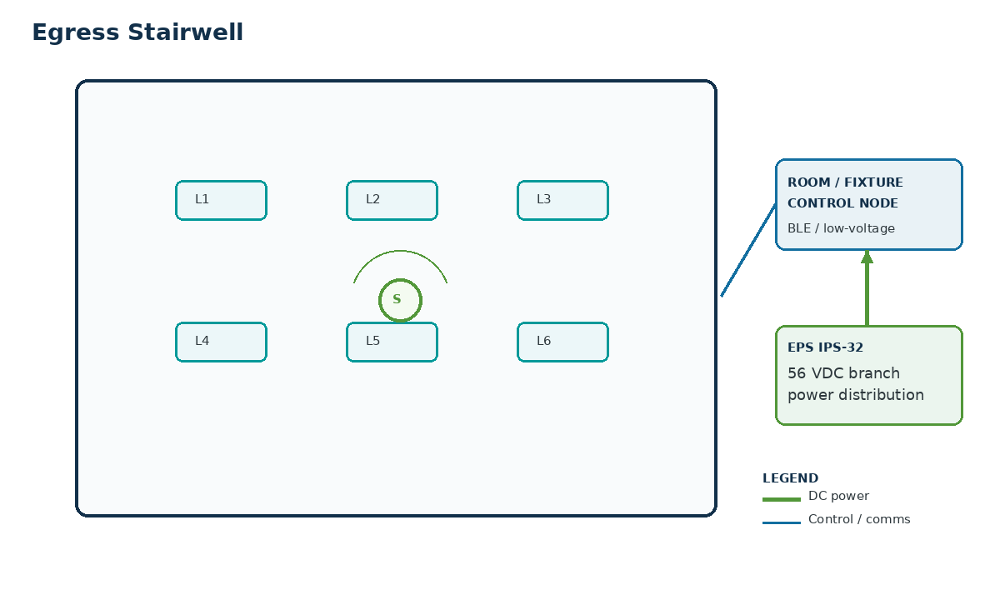 Egress Stairwell
L1
L2
L3
S
L4
L5
L6
ROOM / FIXTURE
CONTROL NODE
BLE / low-voltage
EPS IPS-32
56 VDC branch
power distribution
LEGEND
DC power
Control / comms